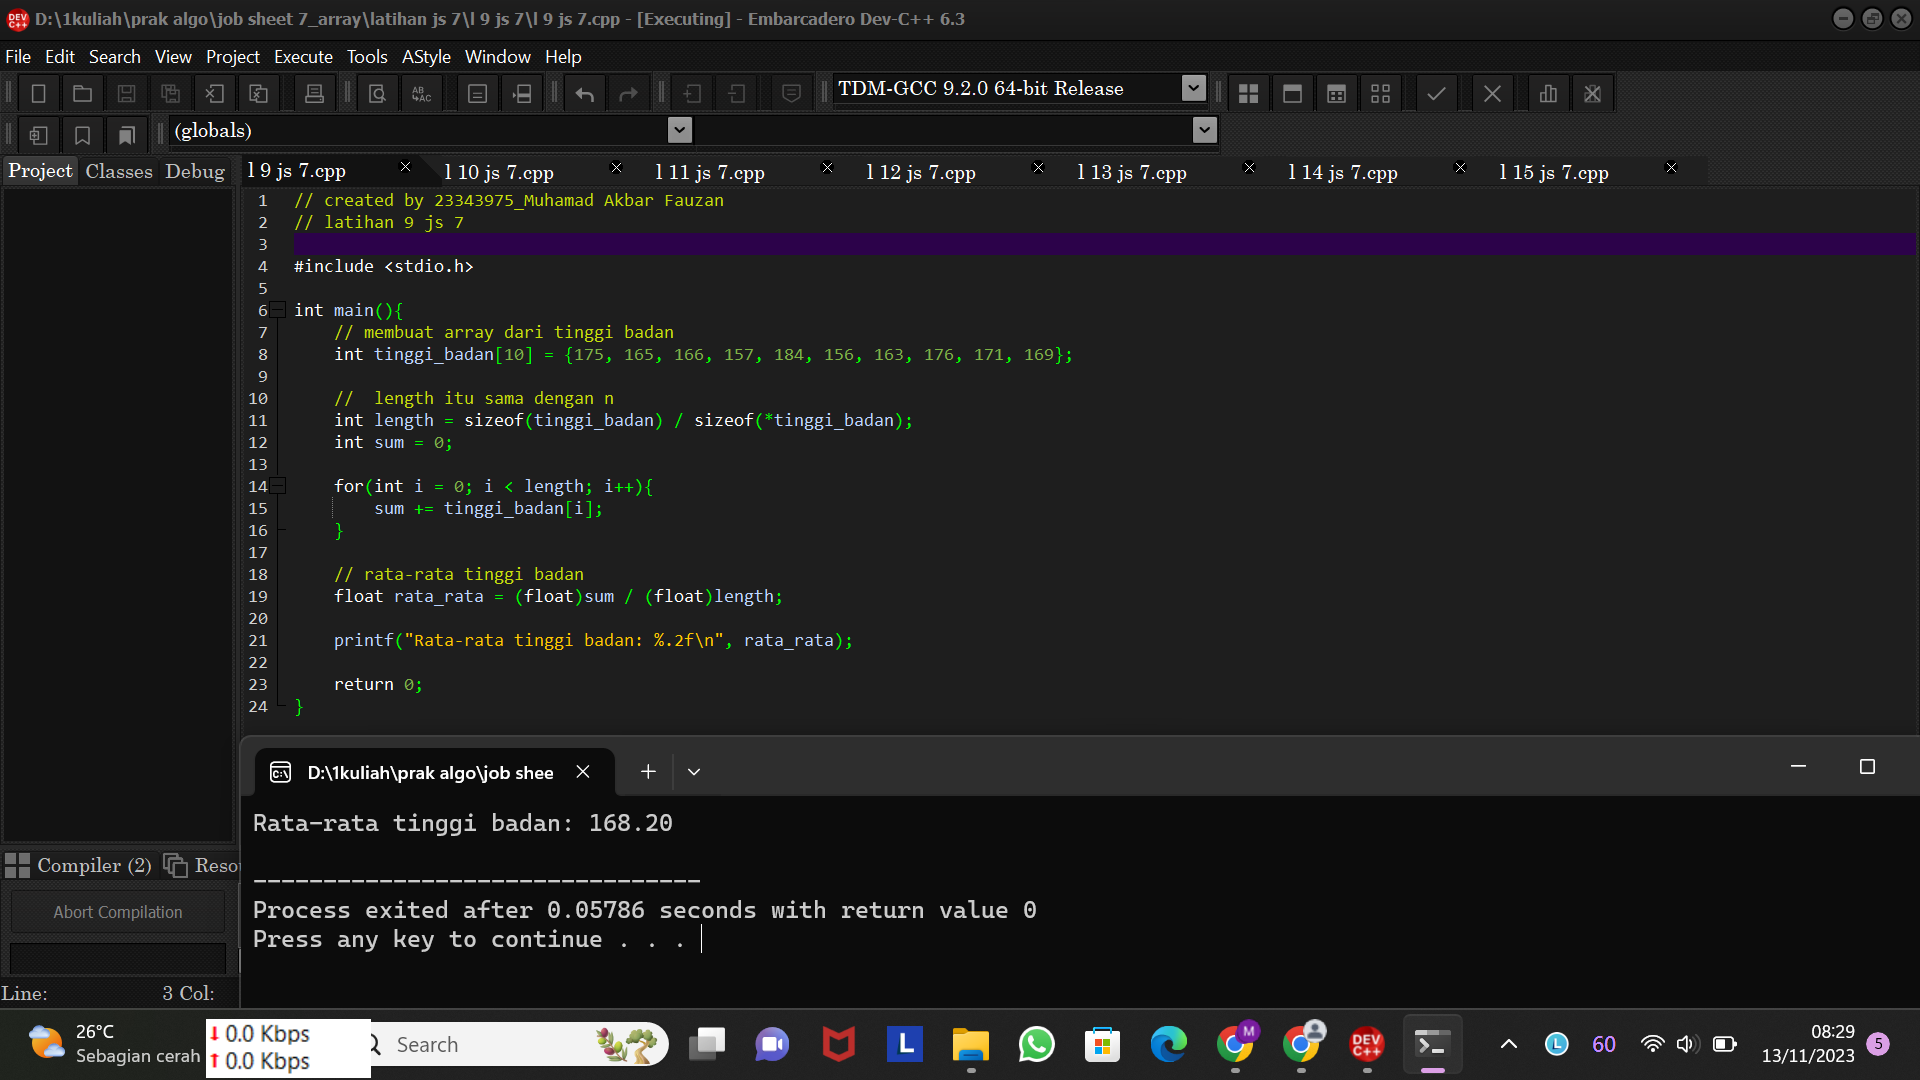 D:\1kuliah\prak algo\job sheet 7_array\latihan js 7\l 9 js 7\l 9 js 7.cpp - [Executing] - Embarcadero Dev-C++ 6.3
File Edit Search View Project Execute Tools AStyle Window Help
TDM-GCC 9.2.0 64-bit Release
(globals)
Project Classes Debug
l 9 js 7.cpp l 10 js 7.cpp l 11 js 7.cpp l 12 js 7.cpp l 13 js 7.cpp l 14 js 7.cpp l 15 js 7.cpp
1 // created by 23343975_Muhamad Akbar Fauzan
2 // latihan 9 js 7
3
4 #include <stdio.h>
5
6 int main(){
7 // membuat array dari tinggi badan
8 int tinggi_badan[10] = {175, 165, 166, 157, 184, 156, 163, 176, 171, 169};
9
10 //  length itu sama dengan n
11 int length = sizeof(tinggi_badan) / sizeof(*tinggi_badan);
12 int sum = 0;
13
14 for(int i = 0; i < length; i++){
15 sum += tinggi_badan[i];
16 }
17
18 // rata-rata tinggi badan
19 float rata_rata = (float)sum / (float)length;
20
21 printf("Rata-rata tinggi badan: %.2f\n", rata_rata);
22
23 return 0;
24 }
D:\1kuliah\prak algo\job shee
Rata-rata tinggi badan: 168.20
--------------------------------
Process exited after 0.05786 seconds with return value 0
Press any key to continue . . .
Compiler (2) Resou
Abort Compilation
Line: 3 Col:
26°C
Sebagian cerah
0.0 Kbps
0.0 Kbps
Search
L
M
DEV C++
L
60
08:29
13/11/2023
5